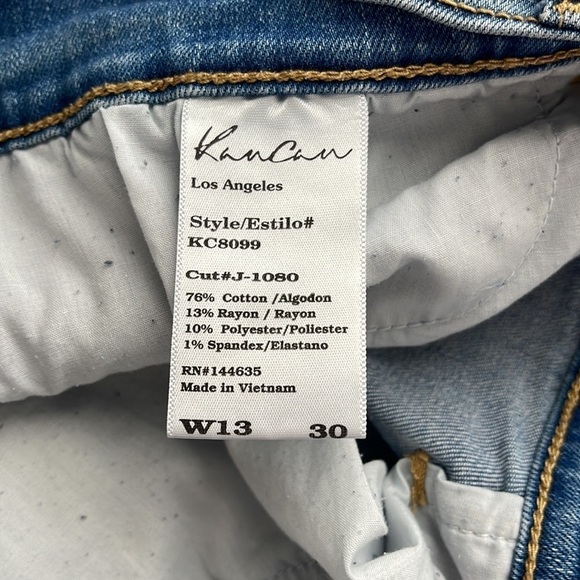 KanCan
Los Angeles
Style/Estilo#
KC8099
Cut#J-1080
76% Cotton /Algodon
13% Rayon / Rayon
10% Polyester/Poliester
1% Spandex/Elastano
RN#144635
Made in Vietnam
W13 30